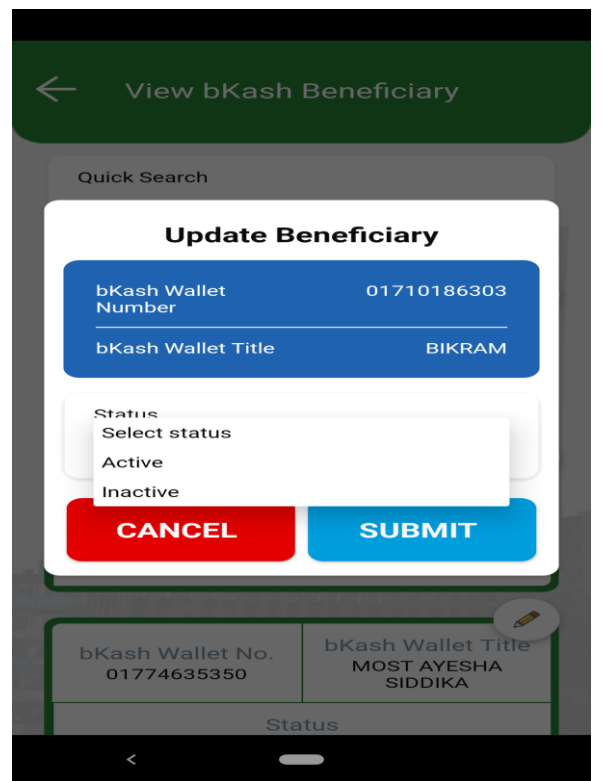 View bKash Beneficiary
Quick Search
Update Beneficiary
bKash Wallet
Number
01710186303
bKash Wallet Title
BIKRAM
Status
Select status
Active
Inactive
CANCEL
SUBMIT
bKash Wallet No.
01774635350
bKash Wallet Title
MOST AYESHA
SIDDIKA
Status